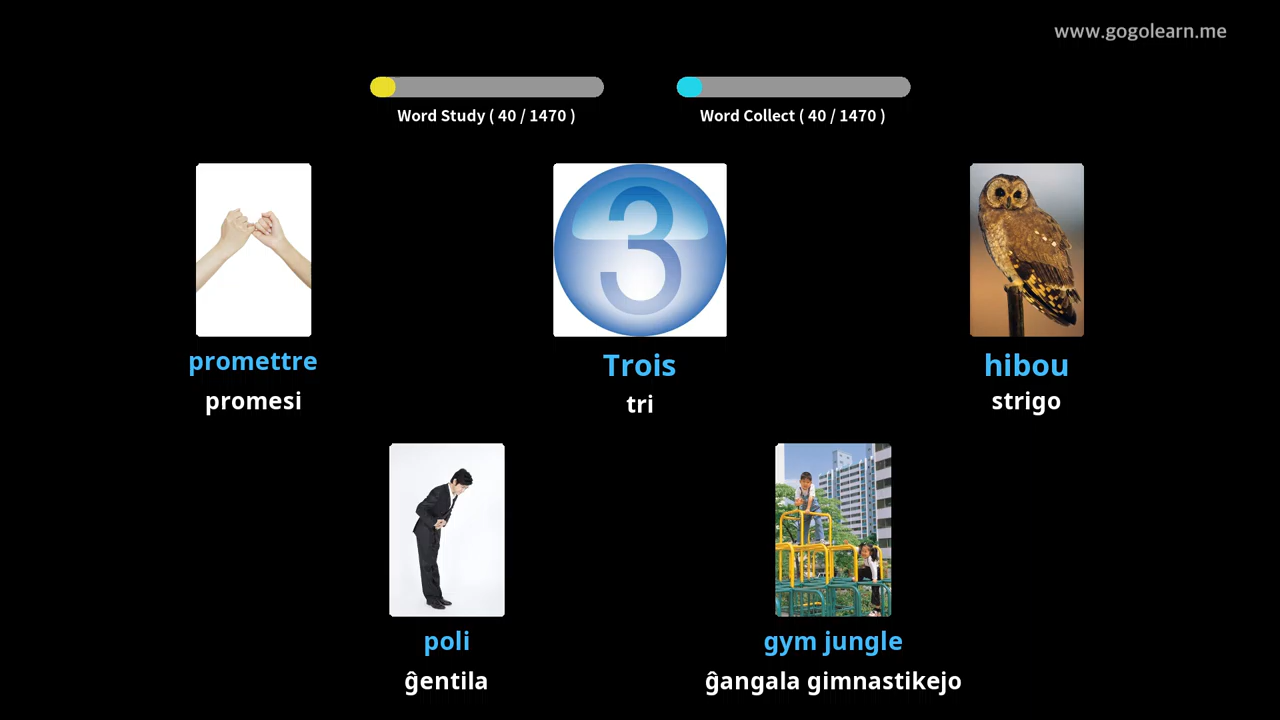 www.gogolearn.me
Word Study ( 40 / 1470 )
Word Collect ( 40 / 1470 )
3
promettre
promesi
Trois
tri
hibou
strigo
poli
ĝentila
gym jungle
ĝangala gimnastikejo